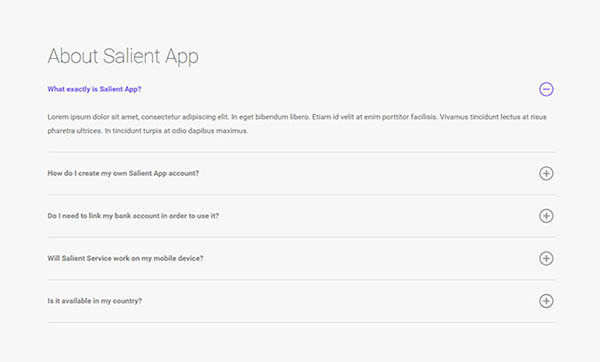 About Salient App
What exactly is Salient App?
Lorem ipsum dolor sit amet, consectetur adipiscing elit. In eget bibendum libero. Etiam id velit at enim porttitor facilisis. Vivamus tincidunt lectus at risus
pharetra ultrices. In tincidunt turpis at odio dapibus maximus.
How do I create my own Salient App account?
Do I need to link my bank account in order to use it?
Will Salient Service work on my mobile device?
Is it available in my country?